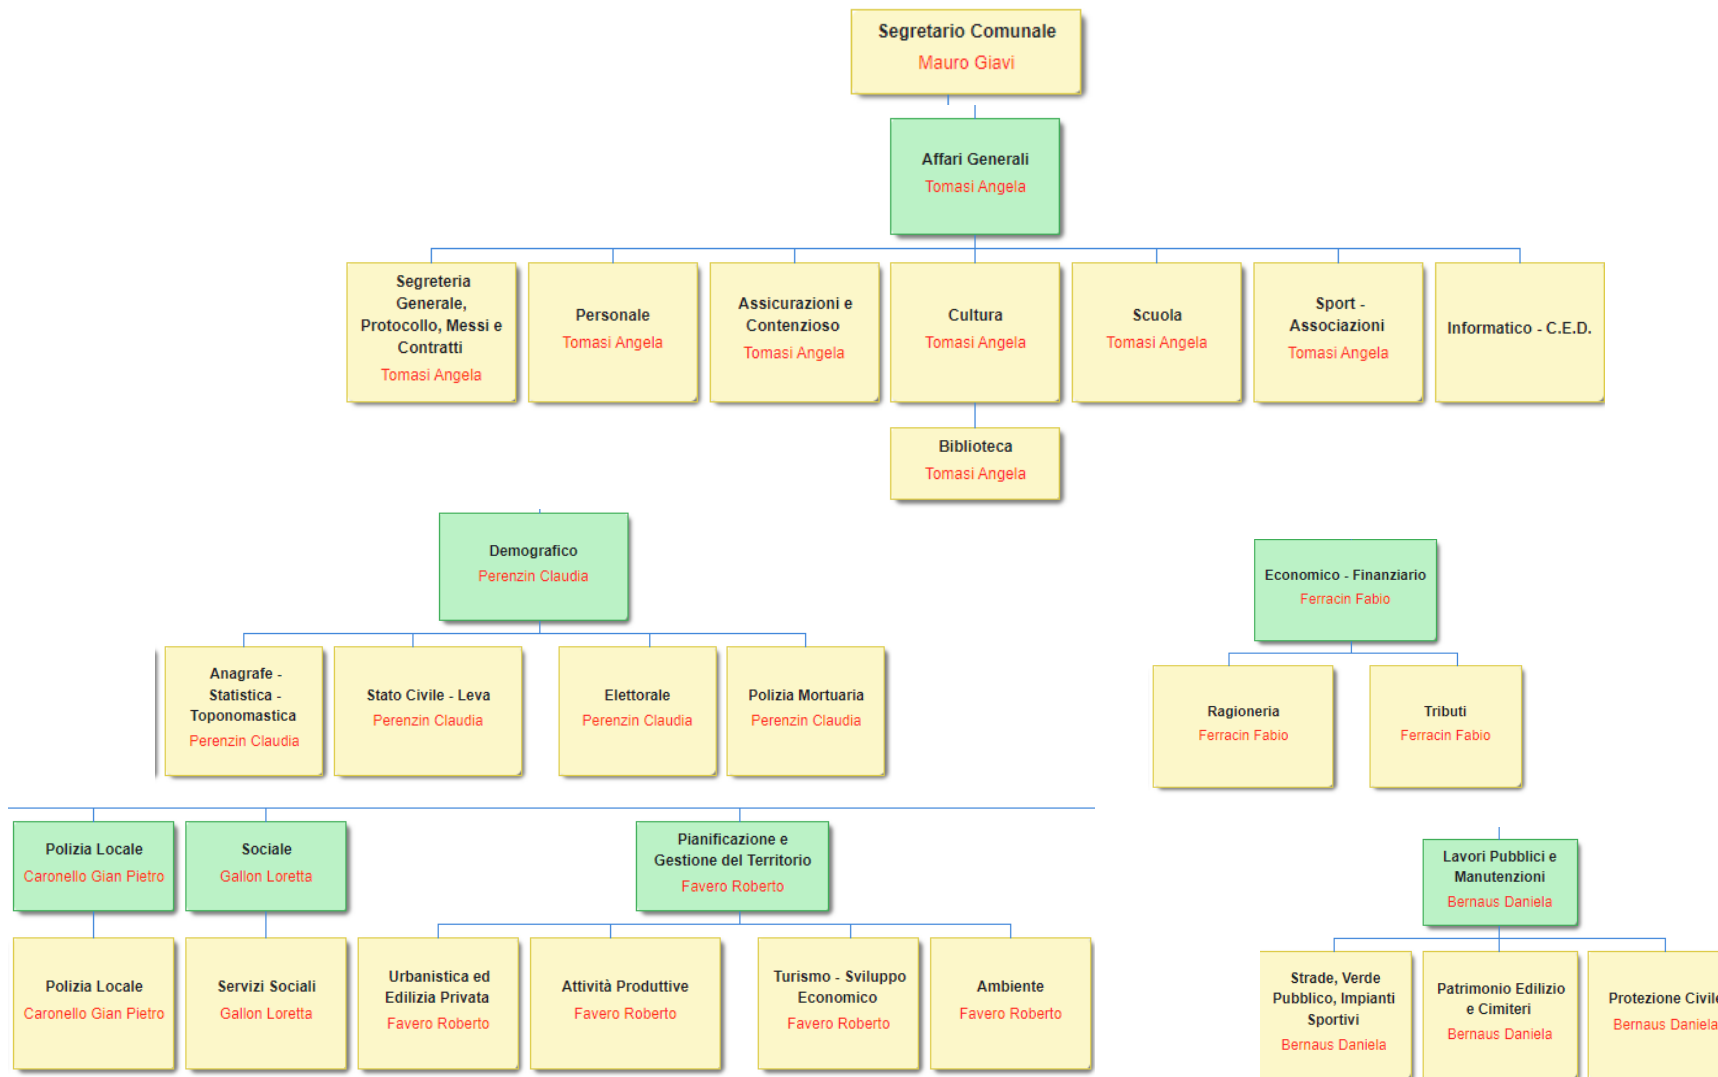 Segretario Comunale
Mauro Giavi
Affari Generali
Tomasi Angela
Segreteria
Generale,
Protocollo, Messi e
Contratti
Tomasi Angela
Personale
Tomasi Angela
Assicurazioni e
Contenzioso
Tomasi Angela
Cultura
Tomasi Angela
Scuola
Tomasi Angela
Sport -
Associazioni
Tomasi Angela
Informatico - C.E.D.
Biblioteca
Tomasi Angela
Demografico
Perenzin Claudia
Economico - Finanziario
Ferracin Fabio
Anagrafe -
Statistica -
Toponomastica
Perenzin Claudia
Stato Civile - Leva
Perenzin Claudia
Elettorale
Perenzin Claudia
Polizia Mortuaria
Perenzin Claudia
Ragioneria
Ferracin Fabio
Tributi
Ferracin Fabio
Polizia Locale
Caronello Gian Pietro
Sociale
Gallon Loretta
Pianificazione e
Gestione del Territorio
Favero Roberto
Lavori Pubblici e
Manutenzioni
Bernaus Daniela
Polizia Locale
Caronello Gian Pietro
Servizi Sociali
Gallon Loretta
Urbanistica ed
Edilizia Privata
Favero Roberto
Attività Produttive
Favero Roberto
Turismo - Sviluppo
Economico
Favero Roberto
Ambiente
Favero Roberto
Strade, Verde
Pubblico, Impianti
Sportivi
Bernaus Daniela
Patrimonio Edilizio
e Cimiteri
Bernaus Daniela
Protezione Civile
Bernaus Daniela